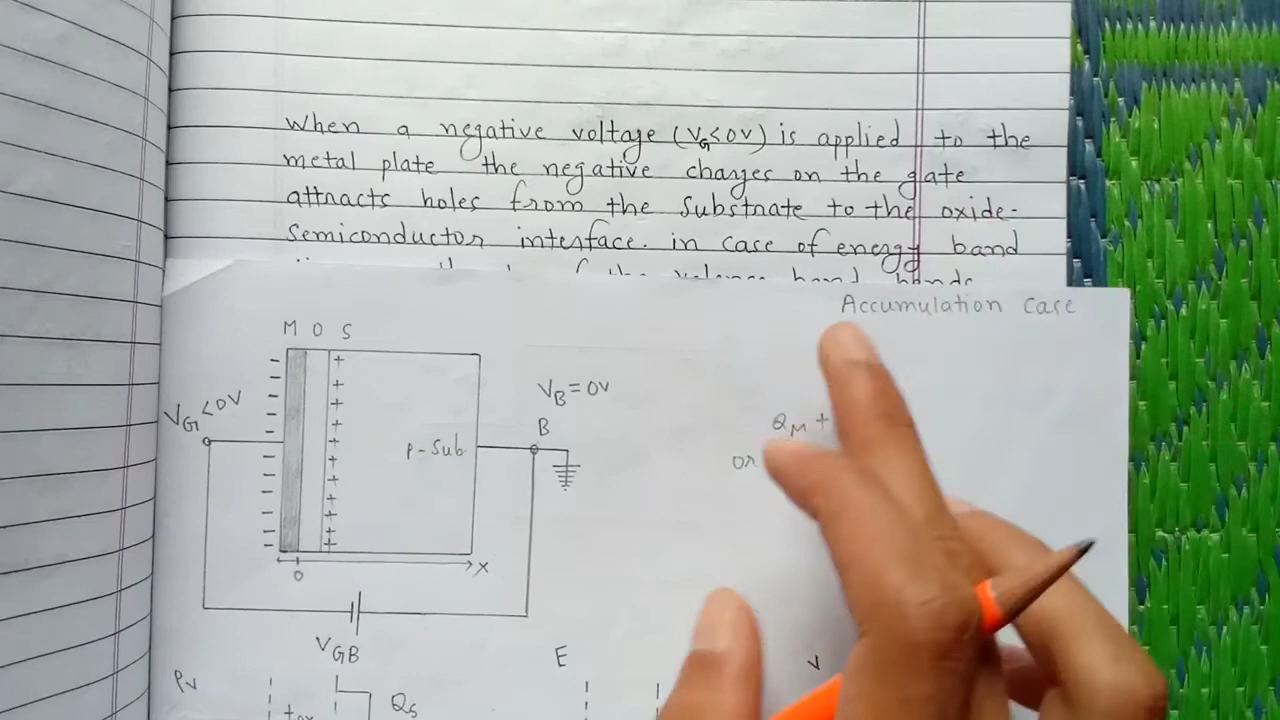 When a negative voltage (VG<0V) is applied to the
metal plate the negative charges on the gate
attracts holes from the substrate to the oxide-
semiconductor interface. in case of energy band
Accumulation case
M O S
VG<0V
VB=0V
B
QM +
or
p-Sub
0
x
VGB
E
V
ρv
tox
Qs